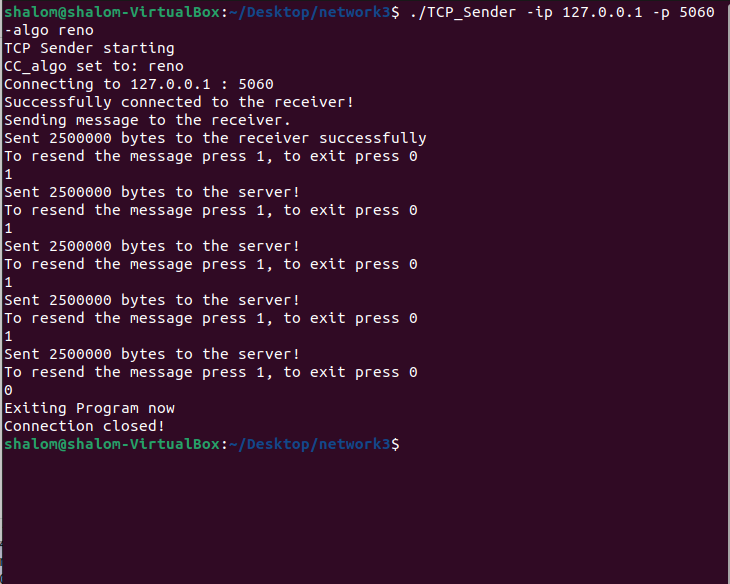 shalom@shalom-VirtualBox:~/Desktop/network3$ ./TCP_Sender -ip 127.0.0.1 -p 5060
-algo reno
TCP Sender starting
CC_algo set to: reno
Connecting to 127.0.0.1 : 5060
Successfully connected to the receiver!
Sending message to the receiver.
Sent 2500000 bytes to the receiver successfully
To resend the message press 1, to exit press 0
1
Sent 2500000 bytes to the server!
To resend the message press 1, to exit press 0
1
Sent 2500000 bytes to the server!
To resend the message press 1, to exit press 0
1
Sent 2500000 bytes to the server!
To resend the message press 1, to exit press 0
1
Sent 2500000 bytes to the server!
To resend the message press 1, to exit press 0
0
Exiting Program now
Connection closed!
shalom@shalom-VirtualBox:~/Desktop/network3$